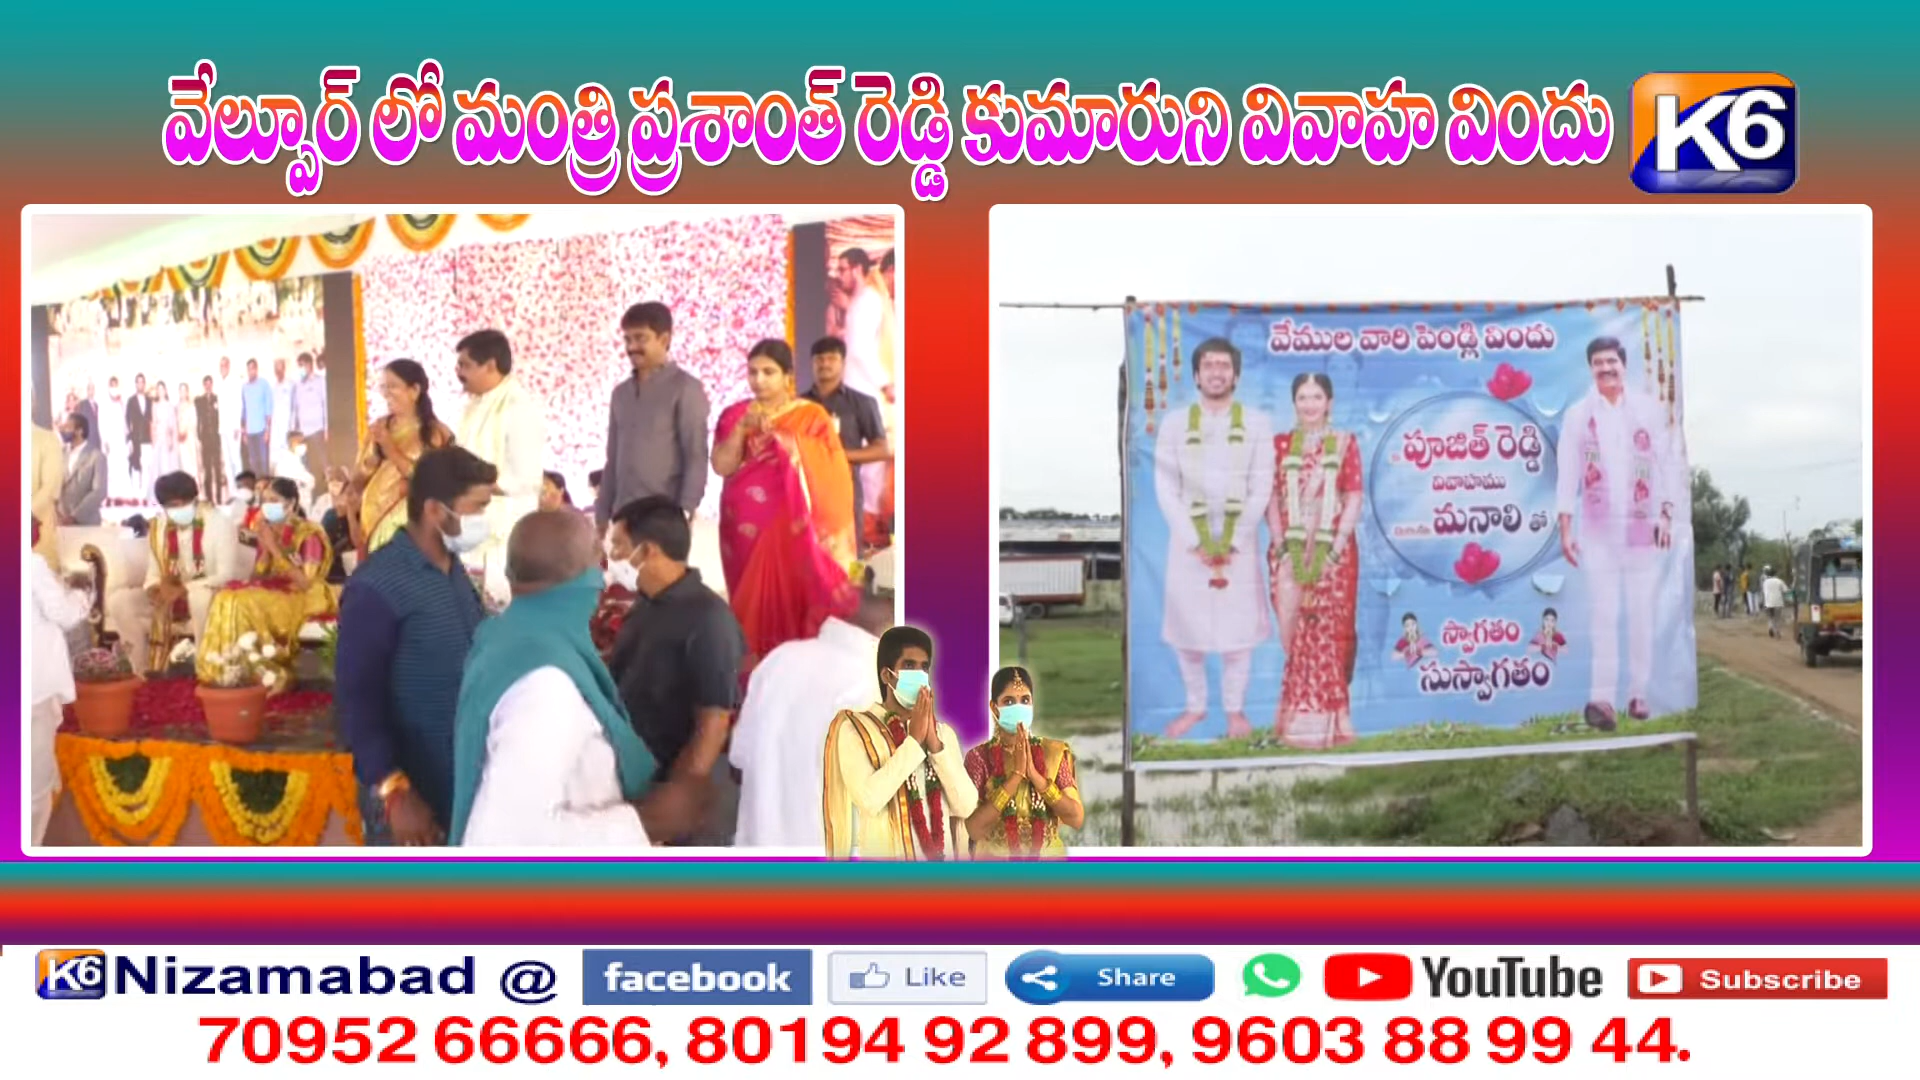 వేల్పూర్ లో మంత్రి ప్రశాంత్ రెడ్డి కుమారుని వివాహ విందు
K6
వేముల వారి పెండ్లి విందు
పూజిత్ రెడ్డి
వివాహము
మనాలి తో
స్వాగతం
సుస్వాగతం
K6 Nizamabad @ facebook Like Share YouTube Subscribe
70952 66666, 80194 92 899, 9603 88 99 44.